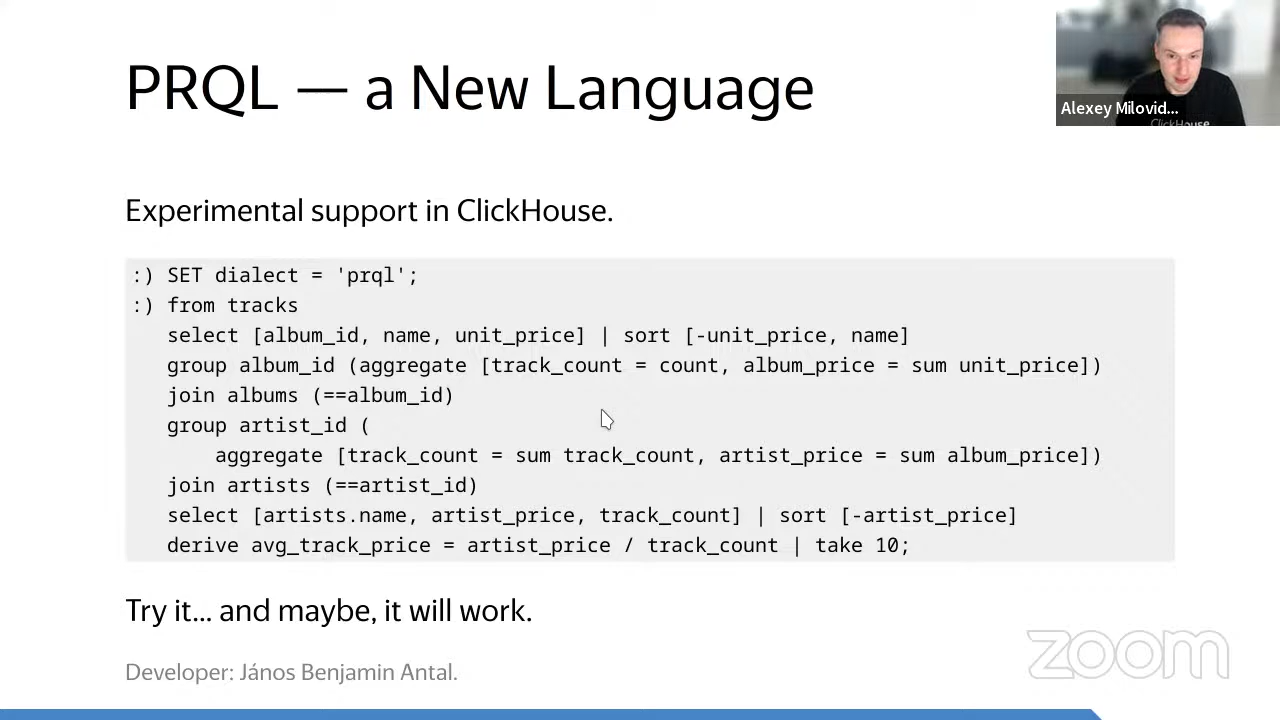 PRQL — a New Language
Alexey Milovid...
ClickHouse
Experimental support in ClickHouse.
:) SET dialect = 'prql';
:) from tracks
select [album_id, name, unit_price] | sort [-unit_price, name]
group album_id (aggregate [track_count = count, album_price = sum unit_price])
join albums (==album_id)
group artist_id (
aggregate [track_count = sum track_count, artist_price = sum album_price])
join artists (==artist_id)
select [artists.name, artist_price, track_count] | sort [-artist_price]
derive avg_track_price = artist_price / track_count | take 10;
Try it... and maybe, it will work.
Developer: János Benjamin Antal.
zoom